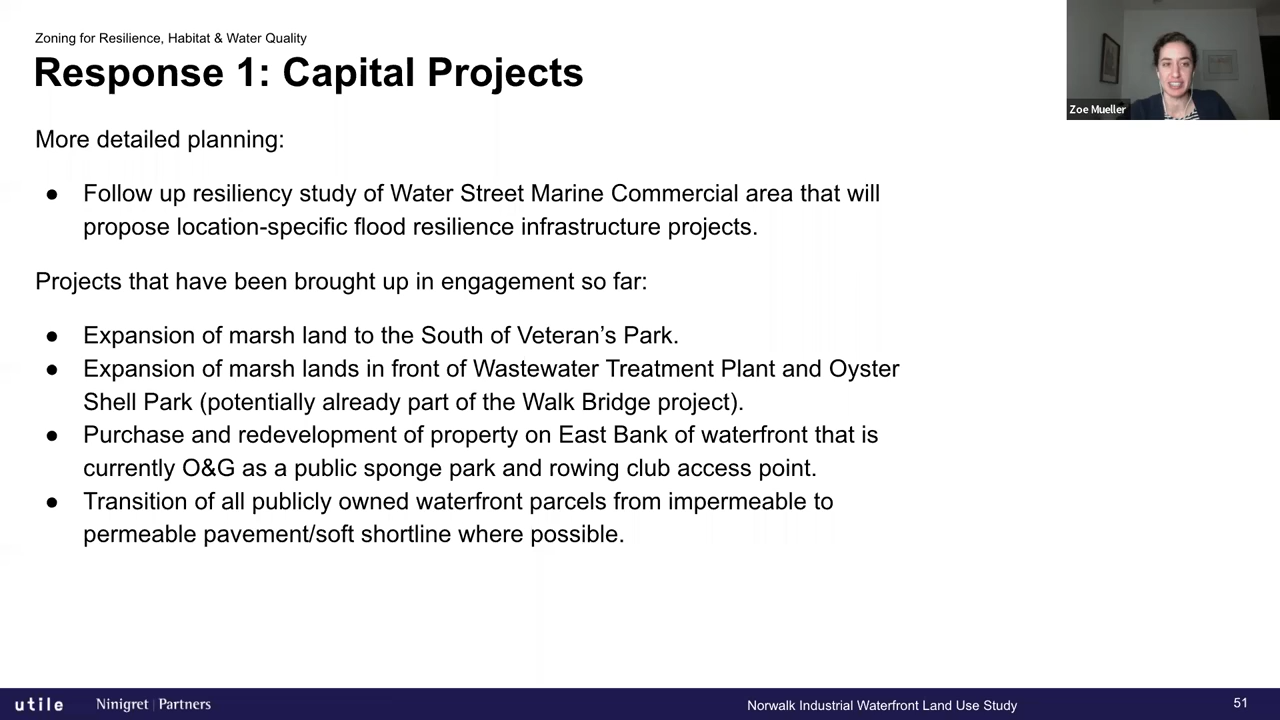 Zoning for Resilience, Habitat & Water Quality
Response 1: Capital Projects
Zoe Mueller
More detailed planning:
● Follow up resiliency study of Water Street Marine Commercial area that will
propose location-specific flood resilience infrastructure projects.
Projects that have been brought up in engagement so far:
● Expansion of marsh land to the South of Veteran’s Park.
● Expansion of marsh lands in front of Wastewater Treatment Plant and Oyster
Shell Park (potentially already part of the Walk Bridge project).
● Purchase and redevelopment of property on East Bank of waterfront that is
currently O&G as a public sponge park and rowing club access point.
● Transition of all publicly owned waterfront parcels from impermeable to
permeable pavement/soft shortline where possible.
utile Ninigret | Partners Norwalk Industrial Waterfront Land Use Study 51